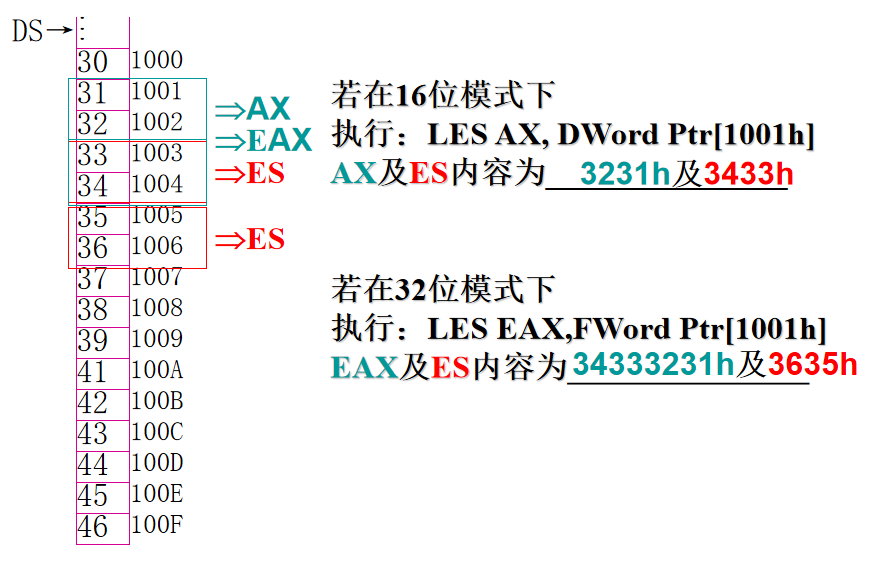 DS→
⋮
30 1000
31 1001
32 1002
33 1003
34 1004
35 1005
36 1006
37 1007
38 1008
39 1009
41 100A
42 100B
43 100C
44 100D
45 100E
46 100F
⇒AX
⇒EAX
⇒ES
⇒ES
若在16位模式下
执行：LES AX, DWord Ptr[1001h]
AX及ES内容为 3231h及3433h
若在32位模式下
执行：LES EAX,FWord Ptr[1001h]
EAX及ES内容为34333231h及3635h